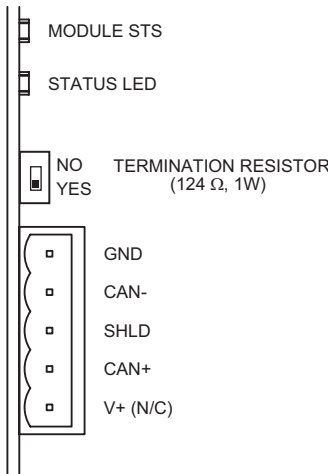 MODULE STS
STATUS LED
NO
YES
TERMINATION RESISTOR
(124 Ω, 1W)
GND
CAN-
SHLD
CAN+
V+ (N/C)